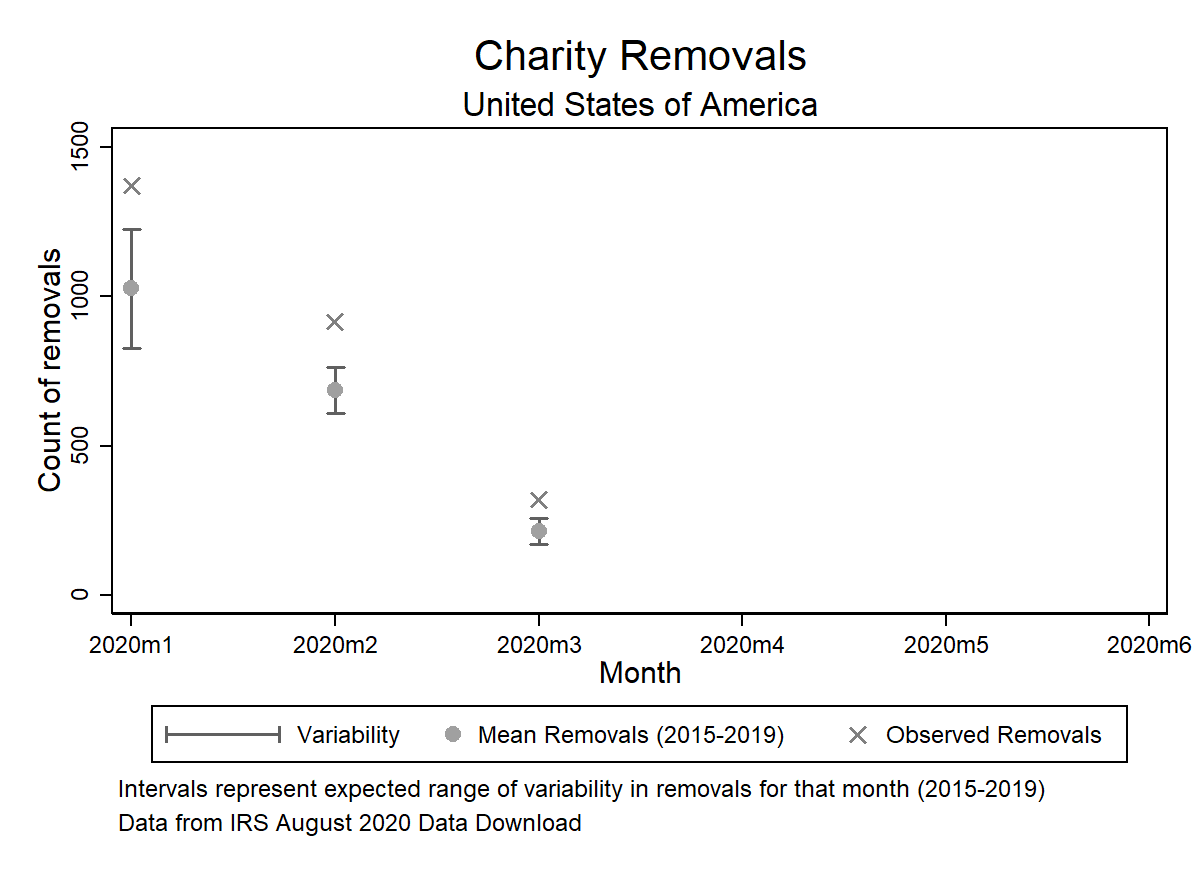 Charity Removals
United States of America
Count of removals
1500
1000
500
0
2020m1 2020m2 2020m3 2020m4 2020m5 2020m6
Month
Variability Mean Removals (2015-2019) Observed Removals
Intervals represent expected range of variability in removals for that month (2015-2019)
Data from IRS August 2020 Data Download